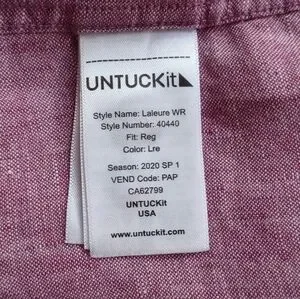 UNTUCKit
Style Name: Laleure WR
Style Number: 40440
Fit: Reg
Color: Lre
Season: 2020 SP 1
VEND Code: PAP
CA62799
UNTUCKit
USA
www.untuckit.com